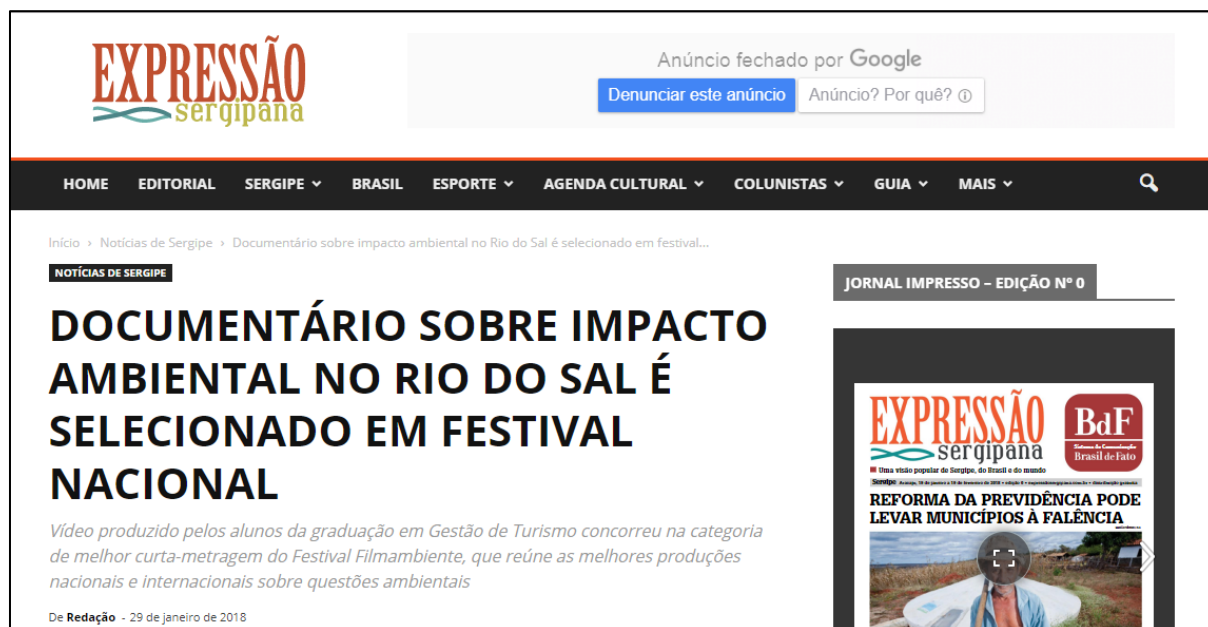 EXPRESSÃO
sergipana
Anúncio fechado por Google
Denunciar este anúncio Anúncio? Por quê?
HOME EDITORIAL SERGIPE BRASIL ESPORTE AGENDA CULTURAL COLUNISTAS GUIA MAIS
Início › Notícias de Sergipe › Documentário sobre impacto ambiental no Rio do Sal é selecionado em festival...
NOTÍCIAS DE SERGIPE
DOCUMENTÁRIO SOBRE IMPACTO
AMBIENTAL NO RIO DO SAL É
SELECIONADO EM FESTIVAL
NACIONAL
Vídeo produzido pelos alunos da graduação em Gestão de Turismo concorreu na categoria
de melhor curta-metragem do Festival Filmambiente, que reúne as melhores produções
nacionais e internacionais sobre questões ambientais
De Redação - 29 de janeiro de 2018
JORNAL IMPRESSO – EDIÇÃO Nº 0
EXPRESSÃO
sergipana
BdF
Sistema de Comunicação
Brasil de Fato
Uma visão popular de Sergipe, do Brasil e do mundo
REFORMA DA PREVIDÊNCIA PODE
LEVAR MUNICÍPIOS À FALÊNCIA